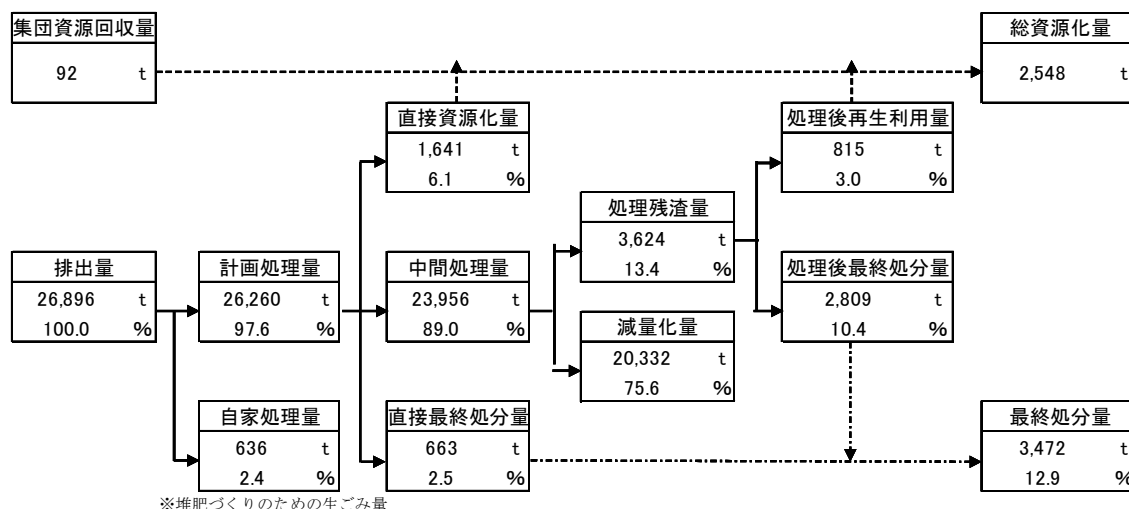 集団資源回収量
92 t
総資源化量
2,548 t
直接資源化量
1,641 t
6.1 %
処理後再生利用量
815 t
3.0 %
処理残渣量
3,624 t
13.4 %
排出量
26,896 t
100.0 %
計画処理量
26,260 t
97.6 %
中間処理量
23,956 t
89.0 %
処理後最終処分量
2,809 t
10.4 %
減量化量
20,332 t
75.6 %
自家処理量
636 t
2.4 %
直接最終処分量
663 t
2.5 %
最終処分量
3,472 t
12.9 %
※堆肥づくりのための生ごみ量